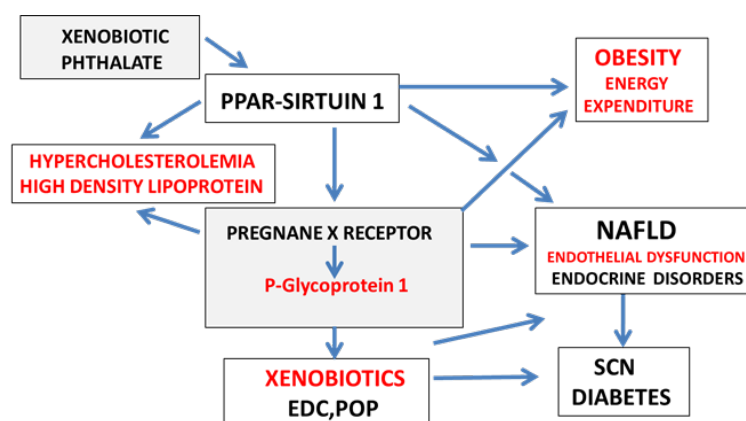 XENOBIOTIC
PHTHALATE
OBESITY
ENERGY
EXPENDITURE
PPAR-SIRTUIN 1
HYPERCHOLESTEROLEMIA
HIGH DENSITY LIPOPROTEIN
PREGNANE X RECEPTOR
P-Glycoprotein 1
NAFLD
ENDOTHELIAL DYSFUNCTION
ENDOCRINE DISORDERS
XENOBIOTICS
EDC,POP
SCN
DIABETES